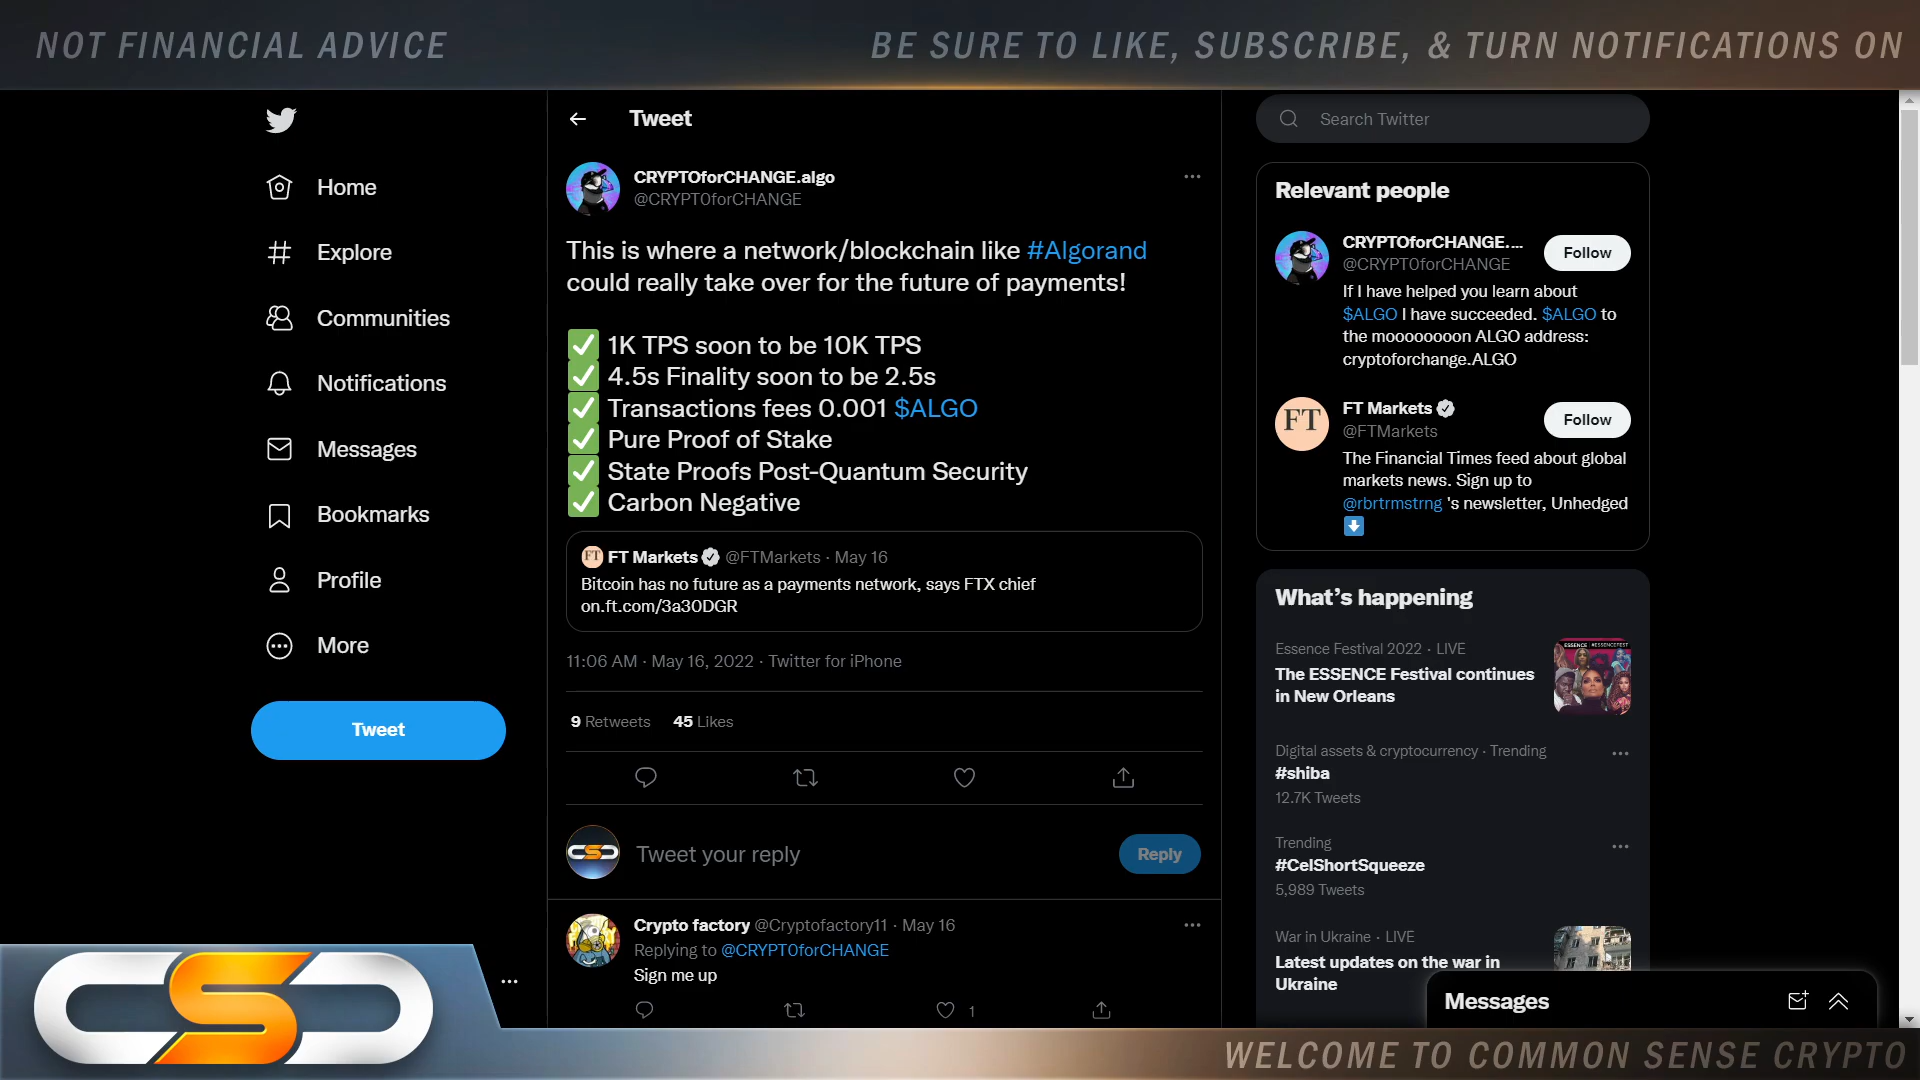 NOT FINANCIAL ADVICE
BE SURE TO LIKE, SUBSCRIBE, & TURN NOTIFICATIONS ON
Home
Explore
Communities
Notifications
Messages
Bookmarks
Profile
More
Tweet
Tweet
CRYPTOforCHANGE.algo
@CRYPT0forCHANGE
This is where a network/blockchain like #Algorand
could really take over for the future of payments!
✅ 1K TPS soon to be 10K TPS
✅ 4.5s Finality soon to be 2.5s
✅ Transactions fees 0.001 $ALGO
✅ Pure Proof of Stake
✅ State Proofs Post-Quantum Security
✅ Carbon Negative
FT FT Markets @FTMarkets · May 16
Bitcoin has no future as a payments network, says FTX chief
on.ft.com/3a30DGR
11:06 AM · May 16, 2022 · Twitter for iPhone
9 Retweets 45 Likes
CSC
Tweet your reply
Reply
Crypto factory @Cryptofactory11 · May 16
Replying to @CRYPT0forCHANGE
Sign me up
1
Search Twitter
Relevant people
CRYPTOforCHANGE....
@CRYPT0forCHANGE
Follow
If I have helped you learn about
$ALGO I have succeeded. $ALGO to
the mooooooooon ALGO address:
cryptoforchange.ALGO
FT
FT Markets
@FTMarkets
Follow
The Financial Times feed about global
markets news. Sign up to
@rbrtrmstrng 's newsletter, Unhedged
What's happening
Essence Festival 2022 · LIVE
The ESSENCE Festival continues
in New Orleans
ESSENCE #ESSENCEFEST
Digital assets & cryptocurrency · Trending
#shiba
12.7K Tweets
Trending
#CelShortSqueeze
5,989 Tweets
War in Ukraine · LIVE
Latest updates on the war in
Ukraine
Messages
CSC
WELCOME TO COMMON SENSE CRYPTO